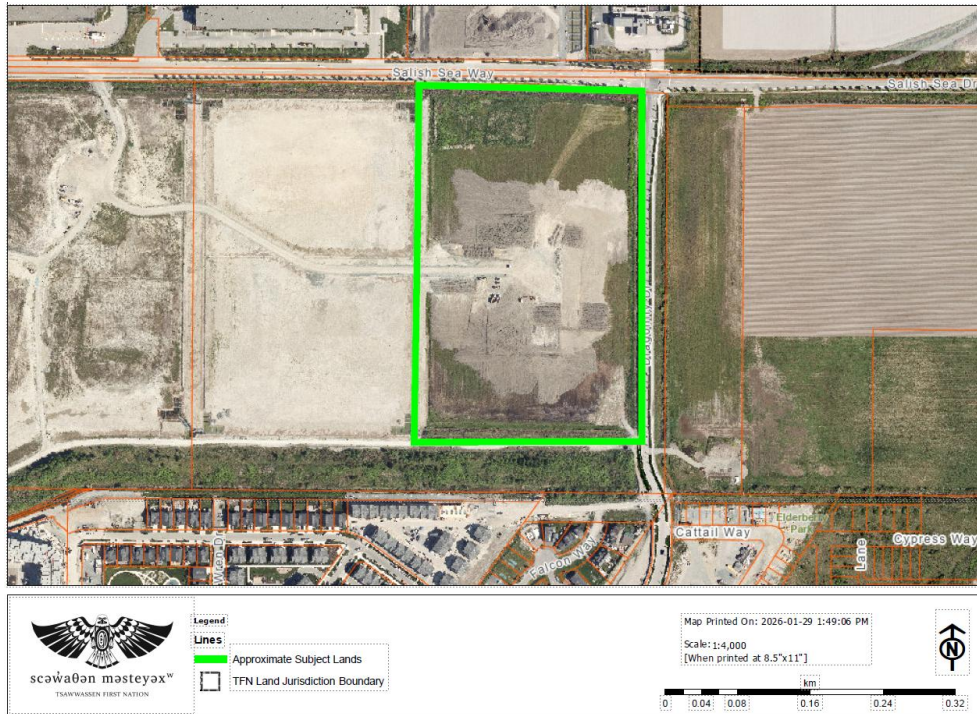 Salish Sea Way
Salish Sea Dr
Falcon Way
Cattail Way
Elderberry
Park
Lane
Cypress Way
scəw̓aθən məsteyəxʷ
TSAWWASSEN FIRST NATION
Legend
Lines
Approximate Subject Lands
TFN Land Jurisdiction Boundary
Map Printed On: 2026-01-29 1:49:06 PM
Scale: 1:4,000
[When printed at 8.5"x11"]
N
km
0 0.04 0.08 0.16 0.24 0.32